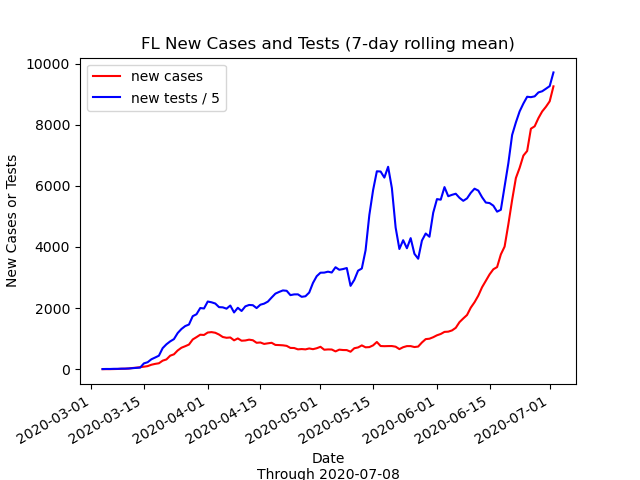 FL New Cases and Tests (7-day rolling mean)
new cases
new tests / 5
New Cases or Tests
10000
8000
6000
4000
2000
0
2020-03-01
2020-03-15
2020-04-01
2020-04-15
2020-05-01
2020-05-15
2020-06-01
2020-06-15
2020-07-01
Date
Through 2020-07-08